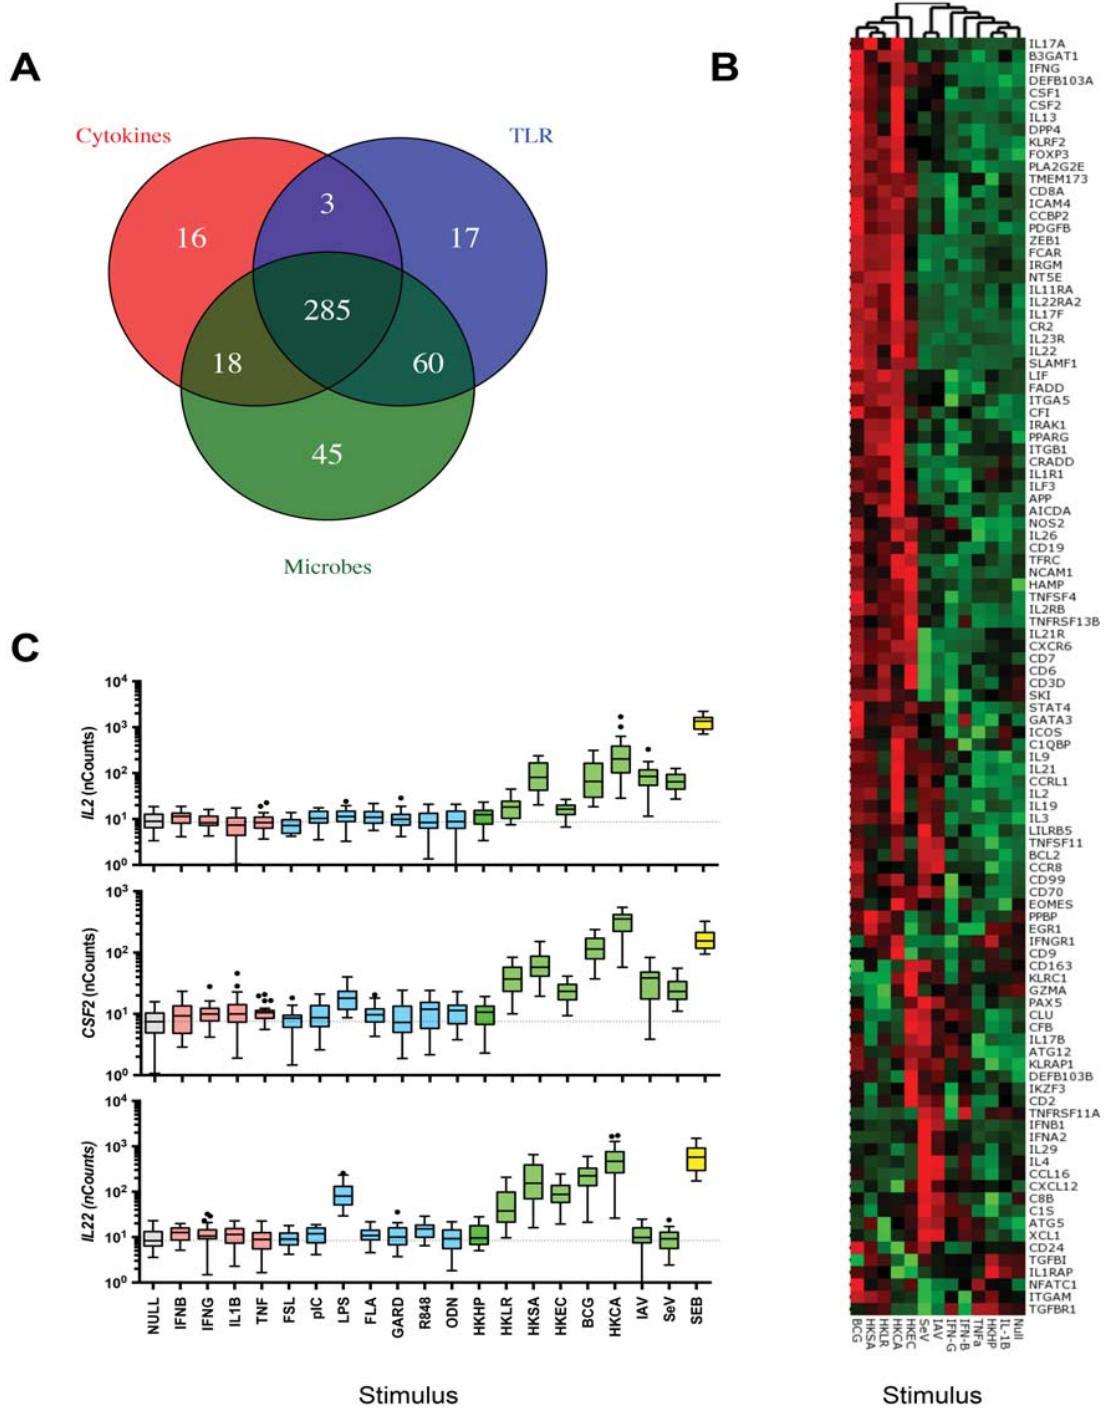 A
Cytokines
TLR
3
16
17
285
18
60
45
Microbes
B
IL17A
B3GAT1
IFNG
DEFB103A
CSF1
CSF2
IL13
DPP4
KLRF2
FOXP3
PLA2G2E
TMEM173
CD8A
ICAM4
CCBP2
PDGFB
ZEB1
FCAR
IRGM
NT5E
IL11RA
IL22RA2
IL17F
CR2
IL23R
IL22
SLAMF1
LIF
FADD
ITGA5
CFI
IRAK1
PPARG
ITGB1
CRADD
IL1R1
ILF3
APP
AICDA
NOS2
IL26
CD19
TFRC
NCAM1
HAMP
TNFSF4
IL2RB
TNFRSF13B
IL21R
CXCR6
CD7
CD6
CD3D
SKI
STAT4
GATA3
ICOS
C1QBP
IL9
IL21
CCRL1
IL2
IL19
IL3
LILRB5
TNFSF11
BCL2
CCR8
CD99
CD70
EOMES
PPBP
EGR1
IFNGR1
CD9
CD163
KLRC1
GZMA
PAX5
CLU
CFB
IL17B
ATG12
KLRAP1
DEFB103B
IKZF3
CD2
TNFRSF11A
IFNB1
IFNA2
IL29
IL4
CCL16
CXCL12
C8B
C1S
ATG5
XCL1
CD24
TGFBI
IL1RAP
NFATC1
ITGAM
TGFBR1
BCG
HKSA
HKLR
HKCA
HKEC
SeV
IAV
IFN-G
IFN-B
TNFa
HKHP
IL-1B
Null
Stimulus
C
IL2 (nCounts)
10⁴
10³
10²
10¹
10⁰
CSF2 (nCounts)
10³
10²
10¹
10⁰
IL22 (nCounts)
10⁴
10³
10²
10¹
10⁰
NULL
IFNB
IFNG
IL1B
TNF
FSL
pIC
LPS
FLA
GARD
R848
ODN
HKHP
HKLR
HKSA
HKEC
BCG
HKCA
IAV
SeV
SEB
Stimulus